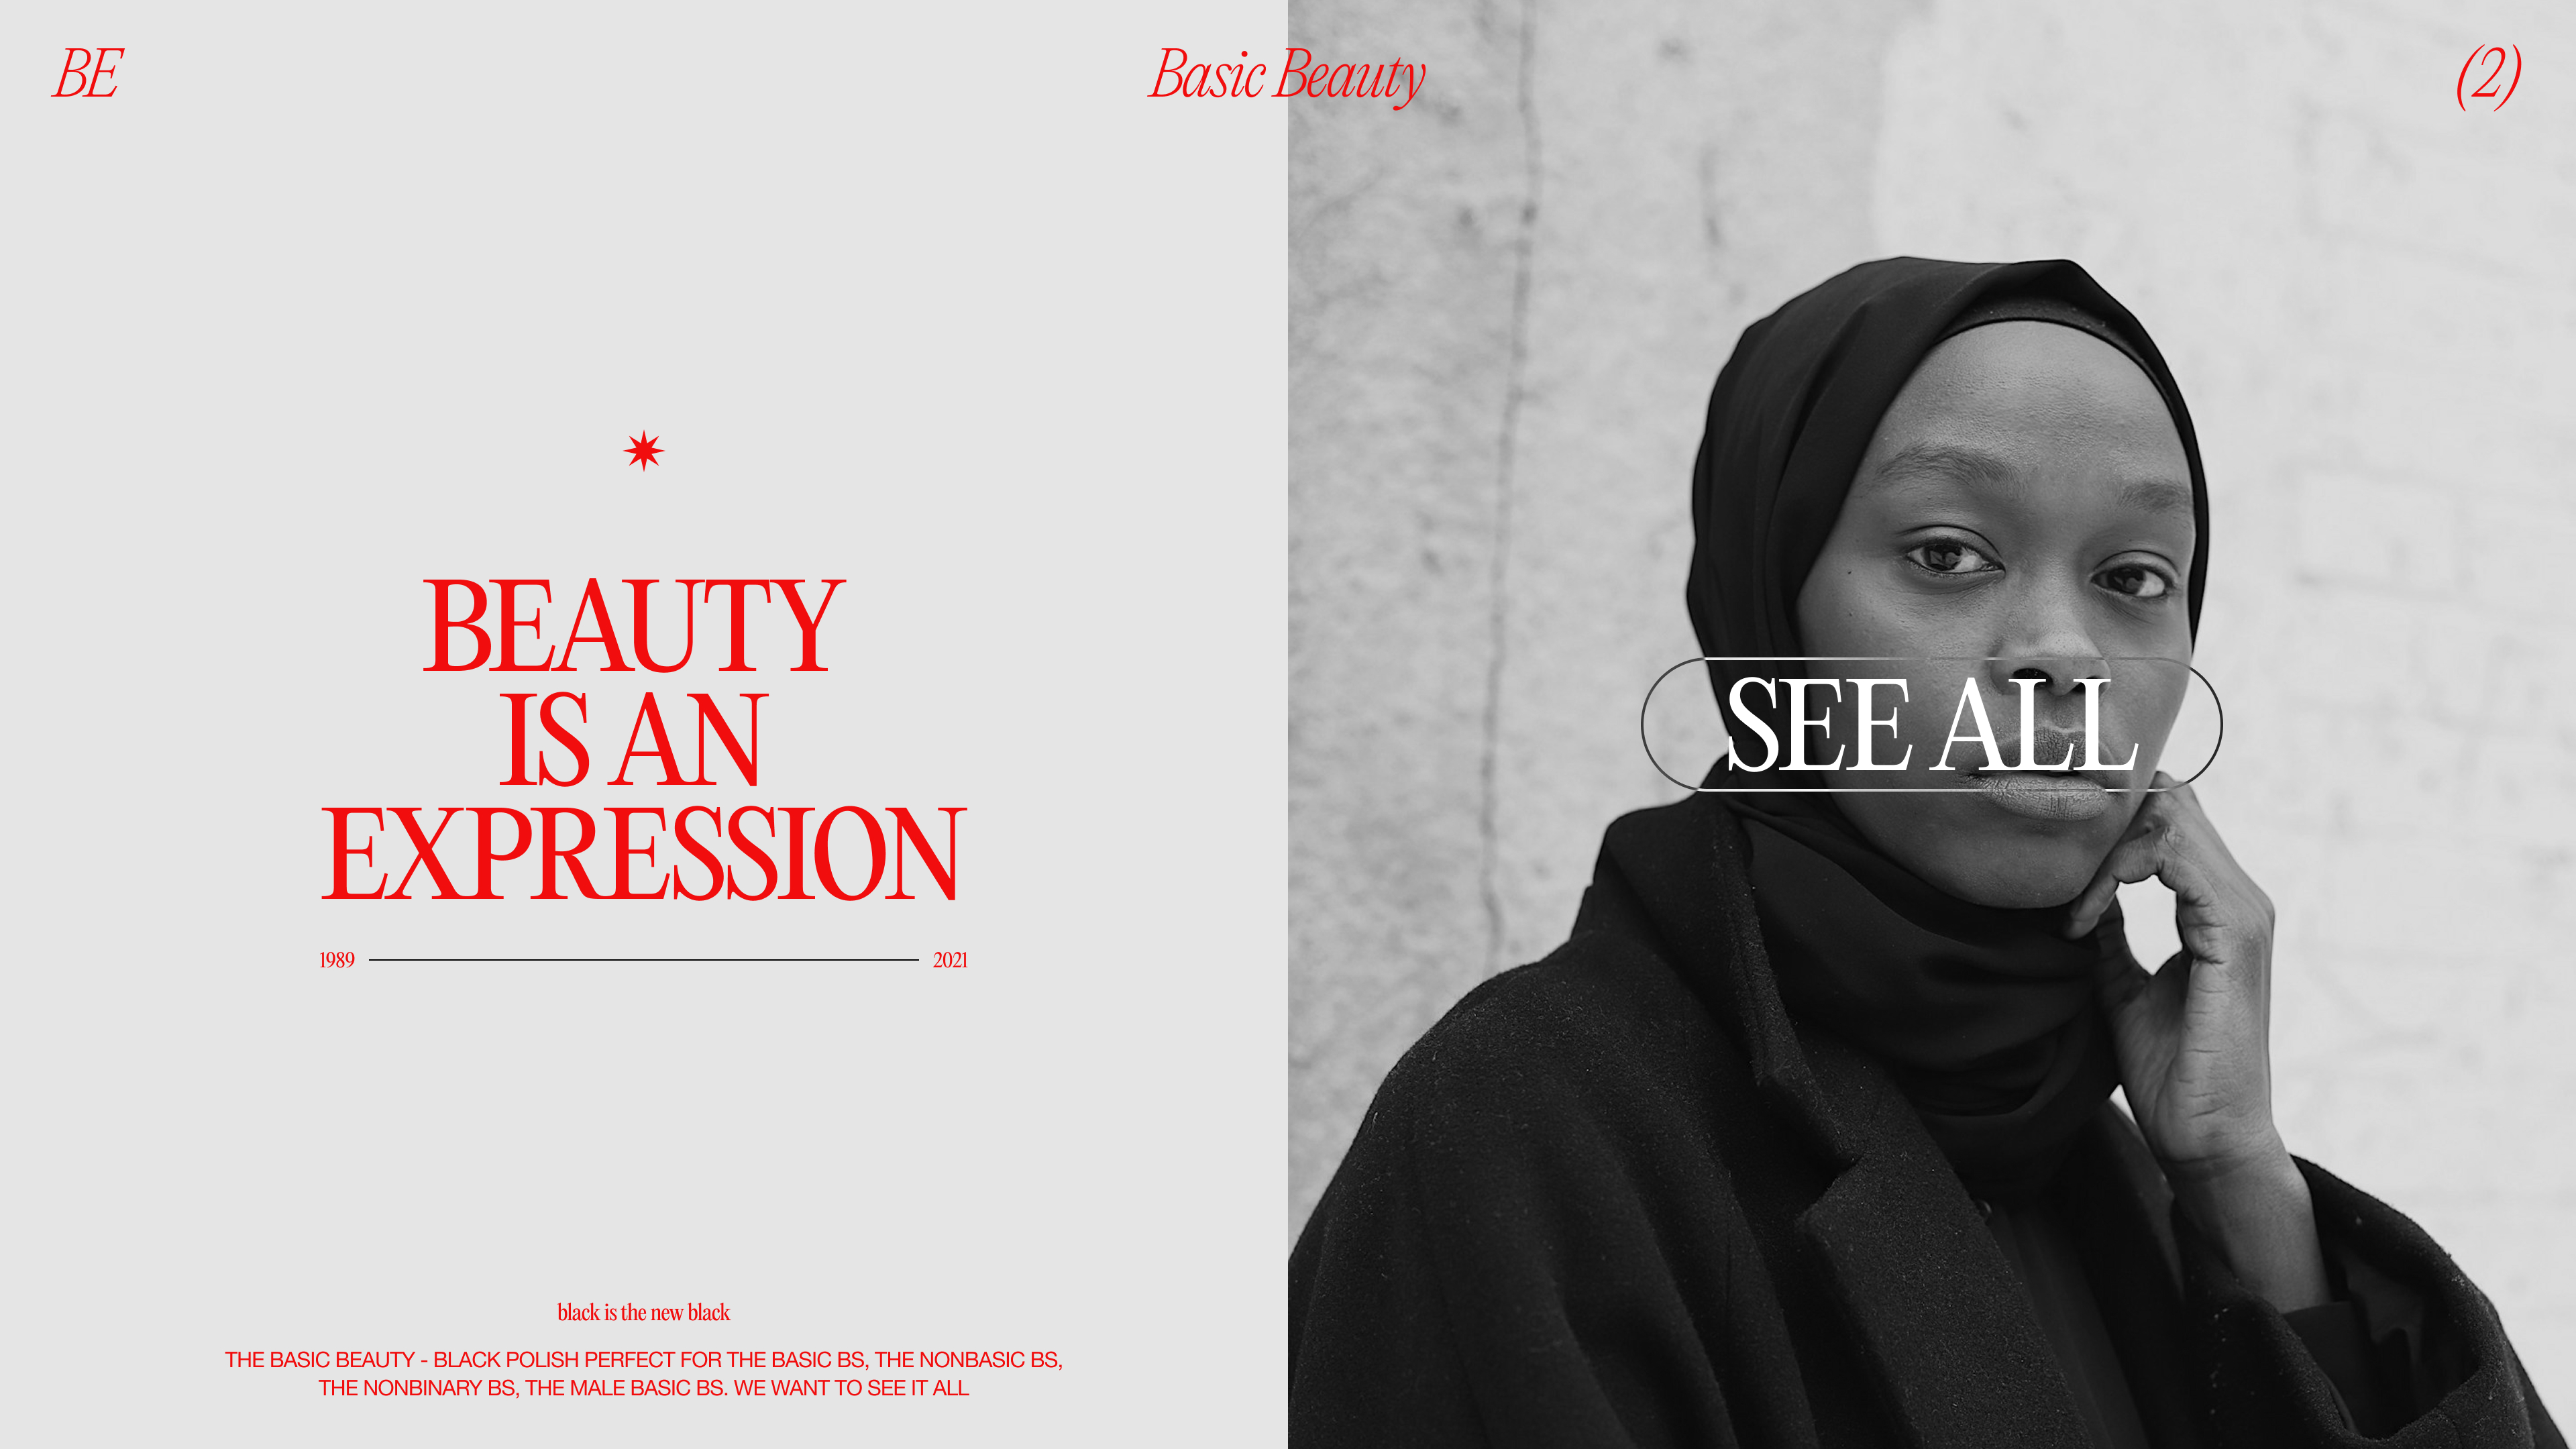 BE
Basic Beauty
(2)
BEAUTY
IS AN
EXPRESSION
1989
2021
SEE ALL
black is the new black
THE BASIC BEAUTY - BLACK POLISH PERFECT FOR THE BASIC BS, THE NONBASIC BS,
THE NONBINARY BS, THE MALE BASIC BS. WE WANT TO SEE IT ALL